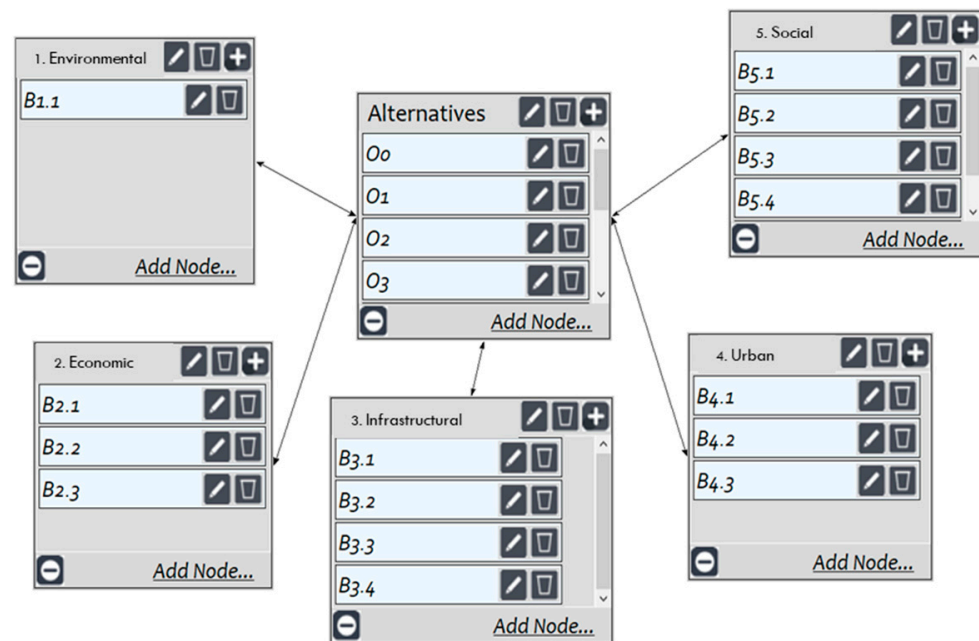 1. Environmental
B1.1
Add Node...
Alternatives
O0
O1
O2
O3
Add Node...
5. Social
B5.1
B5.2
B5.3
B5.4
Add Node...
2. Economic
B2.1
B2.2
B2.3
Add Node...
3. Infrastructural
B3.1
B3.2
B3.3
B3.4
Add Node...
4. Urban
B4.1
B4.2
B4.3
Add Node...